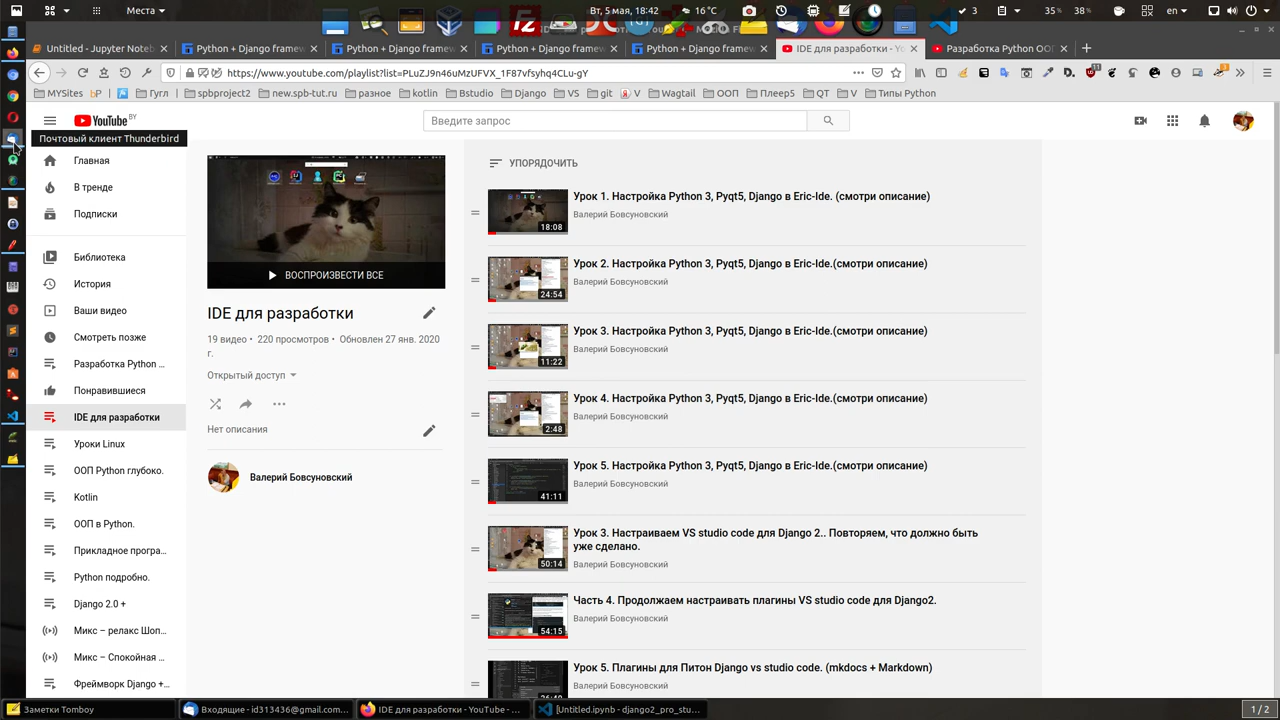 Места
Вт, 5 мая, 18:42
16°C
35%
38%
en
Untitled - Jupyter Noteb
Python + Django framewo
Python + Django framewo
Python + Django framewo
Python + Django framewo
IDE для разработки - Yo
Разработка Python ООП
https://www.youtube.com/playlist?list=PLuZJ9n46uMzUFVX_1F87vfsyhq4CLu-gY
MYSites
bp
Гугл
spbproject2
new.spb-tut.ru
разное
kotlin
Bstudio
Django
VS
git
V
Wagtail
ООП
Плеер5
QT
V
Типы Python
YouTube BY
Введите запрос
Почтовый клиент Thunderbird
Главная
В тренде
Подписки
Библиотека
История
Ваши видео
Смотреть позже
Разработка Python ...
Понравившиеся
IDE для разработки
Уроки Linux
ООП Python глубоко.
Kotlin
ООП в Python.
Прикладное програ...
Python подробно.
Django 2.0 +
Микс – релакс Шоп...
Микс – Спокойная ...
ВОСПРОИЗВЕСТИ ВСЕ
IDE для разработки
19 видео • 220 просмотров • Обновлен 27 янв. 2020
г.
Открытый доступ
Нет описания
Валерий Бовсуновский
УПОРЯДОЧИТЬ
Урок 1. Настройка Python 3, Pyqt5, Django в Eric-Ide. (смотри описание)
Валерий Бовсуновский
18:08
Урок 2. Настройка Python 3, Pyqt5, Django в Eric-Ide.(смотри описание)
Валерий Бовсуновский
24:54
Урок 3. Настройка Python 3, Pyqt5, Django в Eric-Ide.(смотри описание)
Валерий Бовсуновский
11:22
Урок 4. Настройка Python 3, Pyqt5, Django в Eric-Ide.(смотри описание)
Валерий Бовсуновский
2:48
Урок 5. Настройка Python 3, Pyqt5, Django в Eric-Ide.(смотри описание)
Валерий Бовсуновский
41:11
Урок 3. Настраиваем VS studio code для Django 2.. Повторяем, что должно быть
уже сделано.
Валерий Бовсуновский
50:14
Часть 4. Продолжаем настраивать плагины VS studio code для Django2.
Валерий Бовсуновский
54:15
Урок 5. Плагины для Питон Django vs studio code. (mkdocs + Markdown)
Валерий Бовсуновский
Заметки Tomboy
Входящие - id313436@gmail.com...
IDE для разработки - YouTube - ...
[Untitled.ipynb - django2_pro_stu...
1 / 2